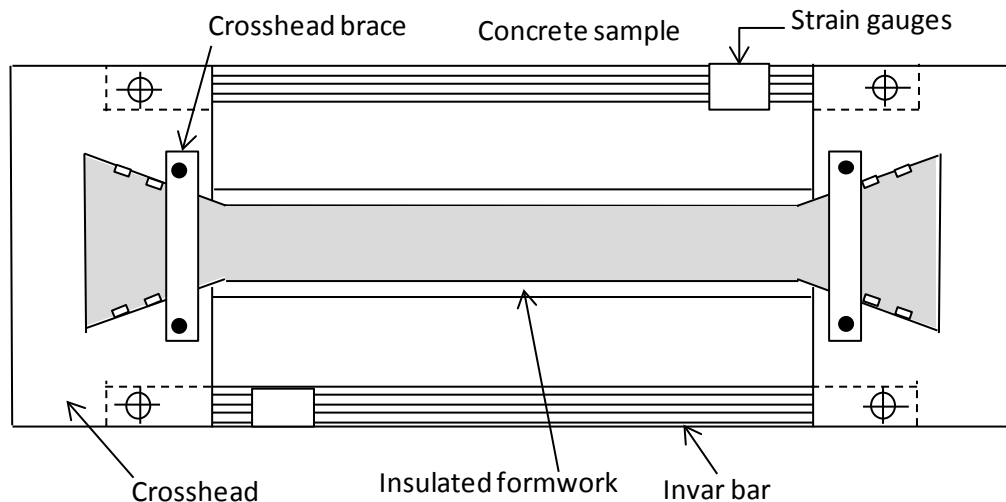 Crosshead brace
Concrete sample
Strain gauges
Crosshead
Insulated formwork
Invar bar